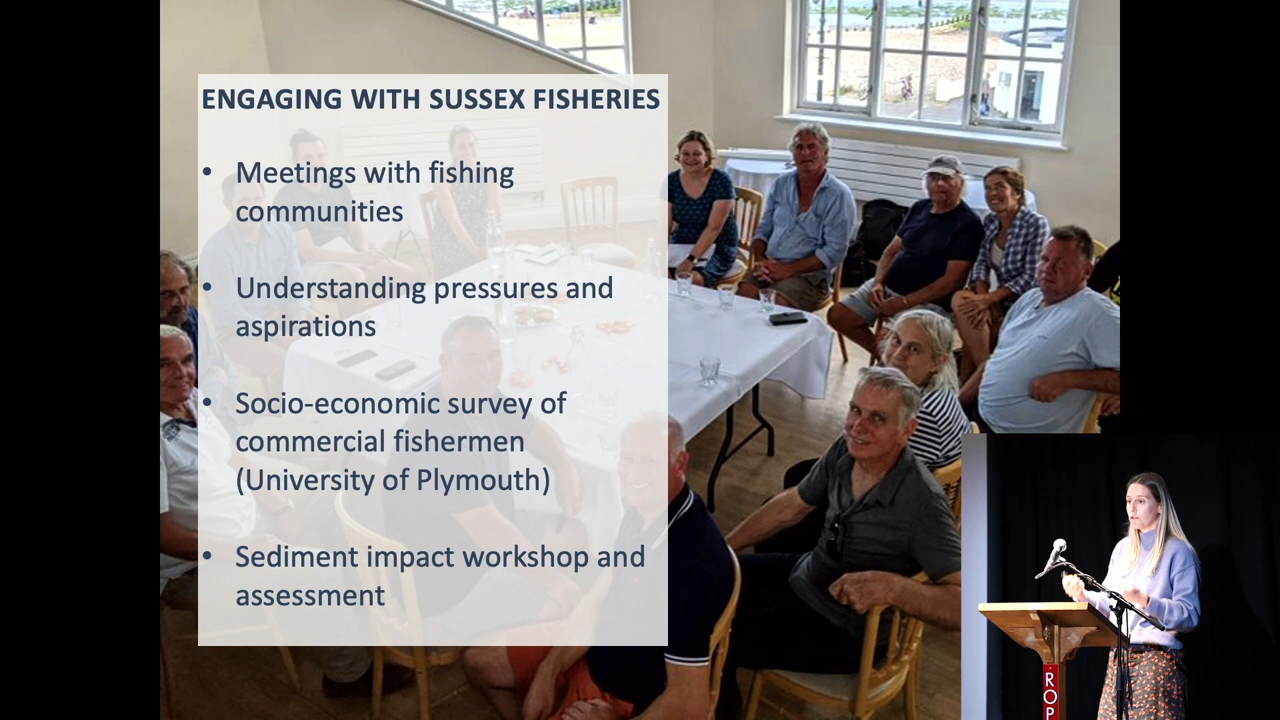 ENGAGING WITH SUSSEX FISHERIES
• Meetings with fishing
communities
• Understanding pressures and
aspirations
• Socio-economic survey of
commercial fishermen
(University of Plymouth)
• Sediment impact workshop and
assessment
ROP